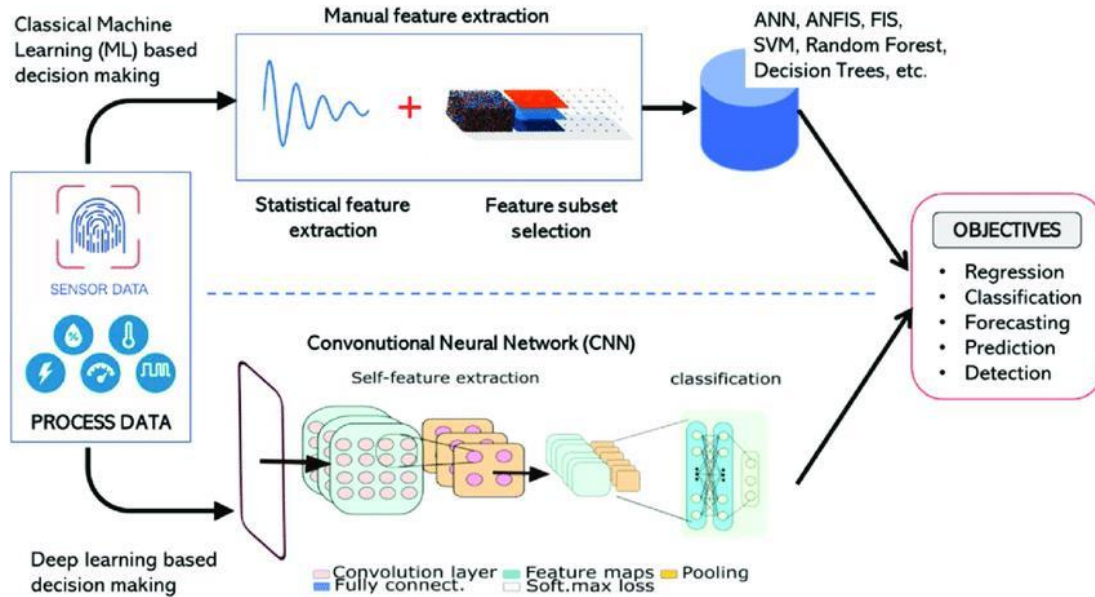 Classical Machine
Learning (ML) based
decision making
Manual feature extraction
ANN, ANFIS, FIS,
SVM, Random Forest,
Decision Trees, etc.
Statistical feature
extraction
Feature subset
selection
SENSOR DATA
%
PROCESS DATA
OBJECTIVES
• Regression
• Classification
• Forecasting
• Prediction
• Detection
Convonutional Neural Network (CNN)
Self-feature extraction
classification
Deep learning based
decision making
Convolution layer
Feature maps
Pooling
Fully connect.
Soft.max loss